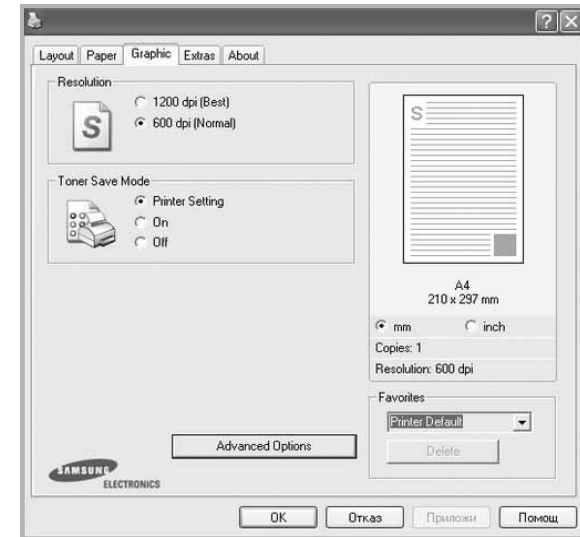 Layout Paper Graphic Extras About
Resolution
1200 dpi (Best)
600 dpi (Normal)
S
Toner Save Mode
Printer Setting
On
Off
S
A4
210 x 297 mm
mm inch
Copies: 1
Resolution: 600 dpi
Favorites
Printer Default
Delete
Advanced Options
SAMSUNG
ELECTRONICS
OK Отказ Приложи Помощ